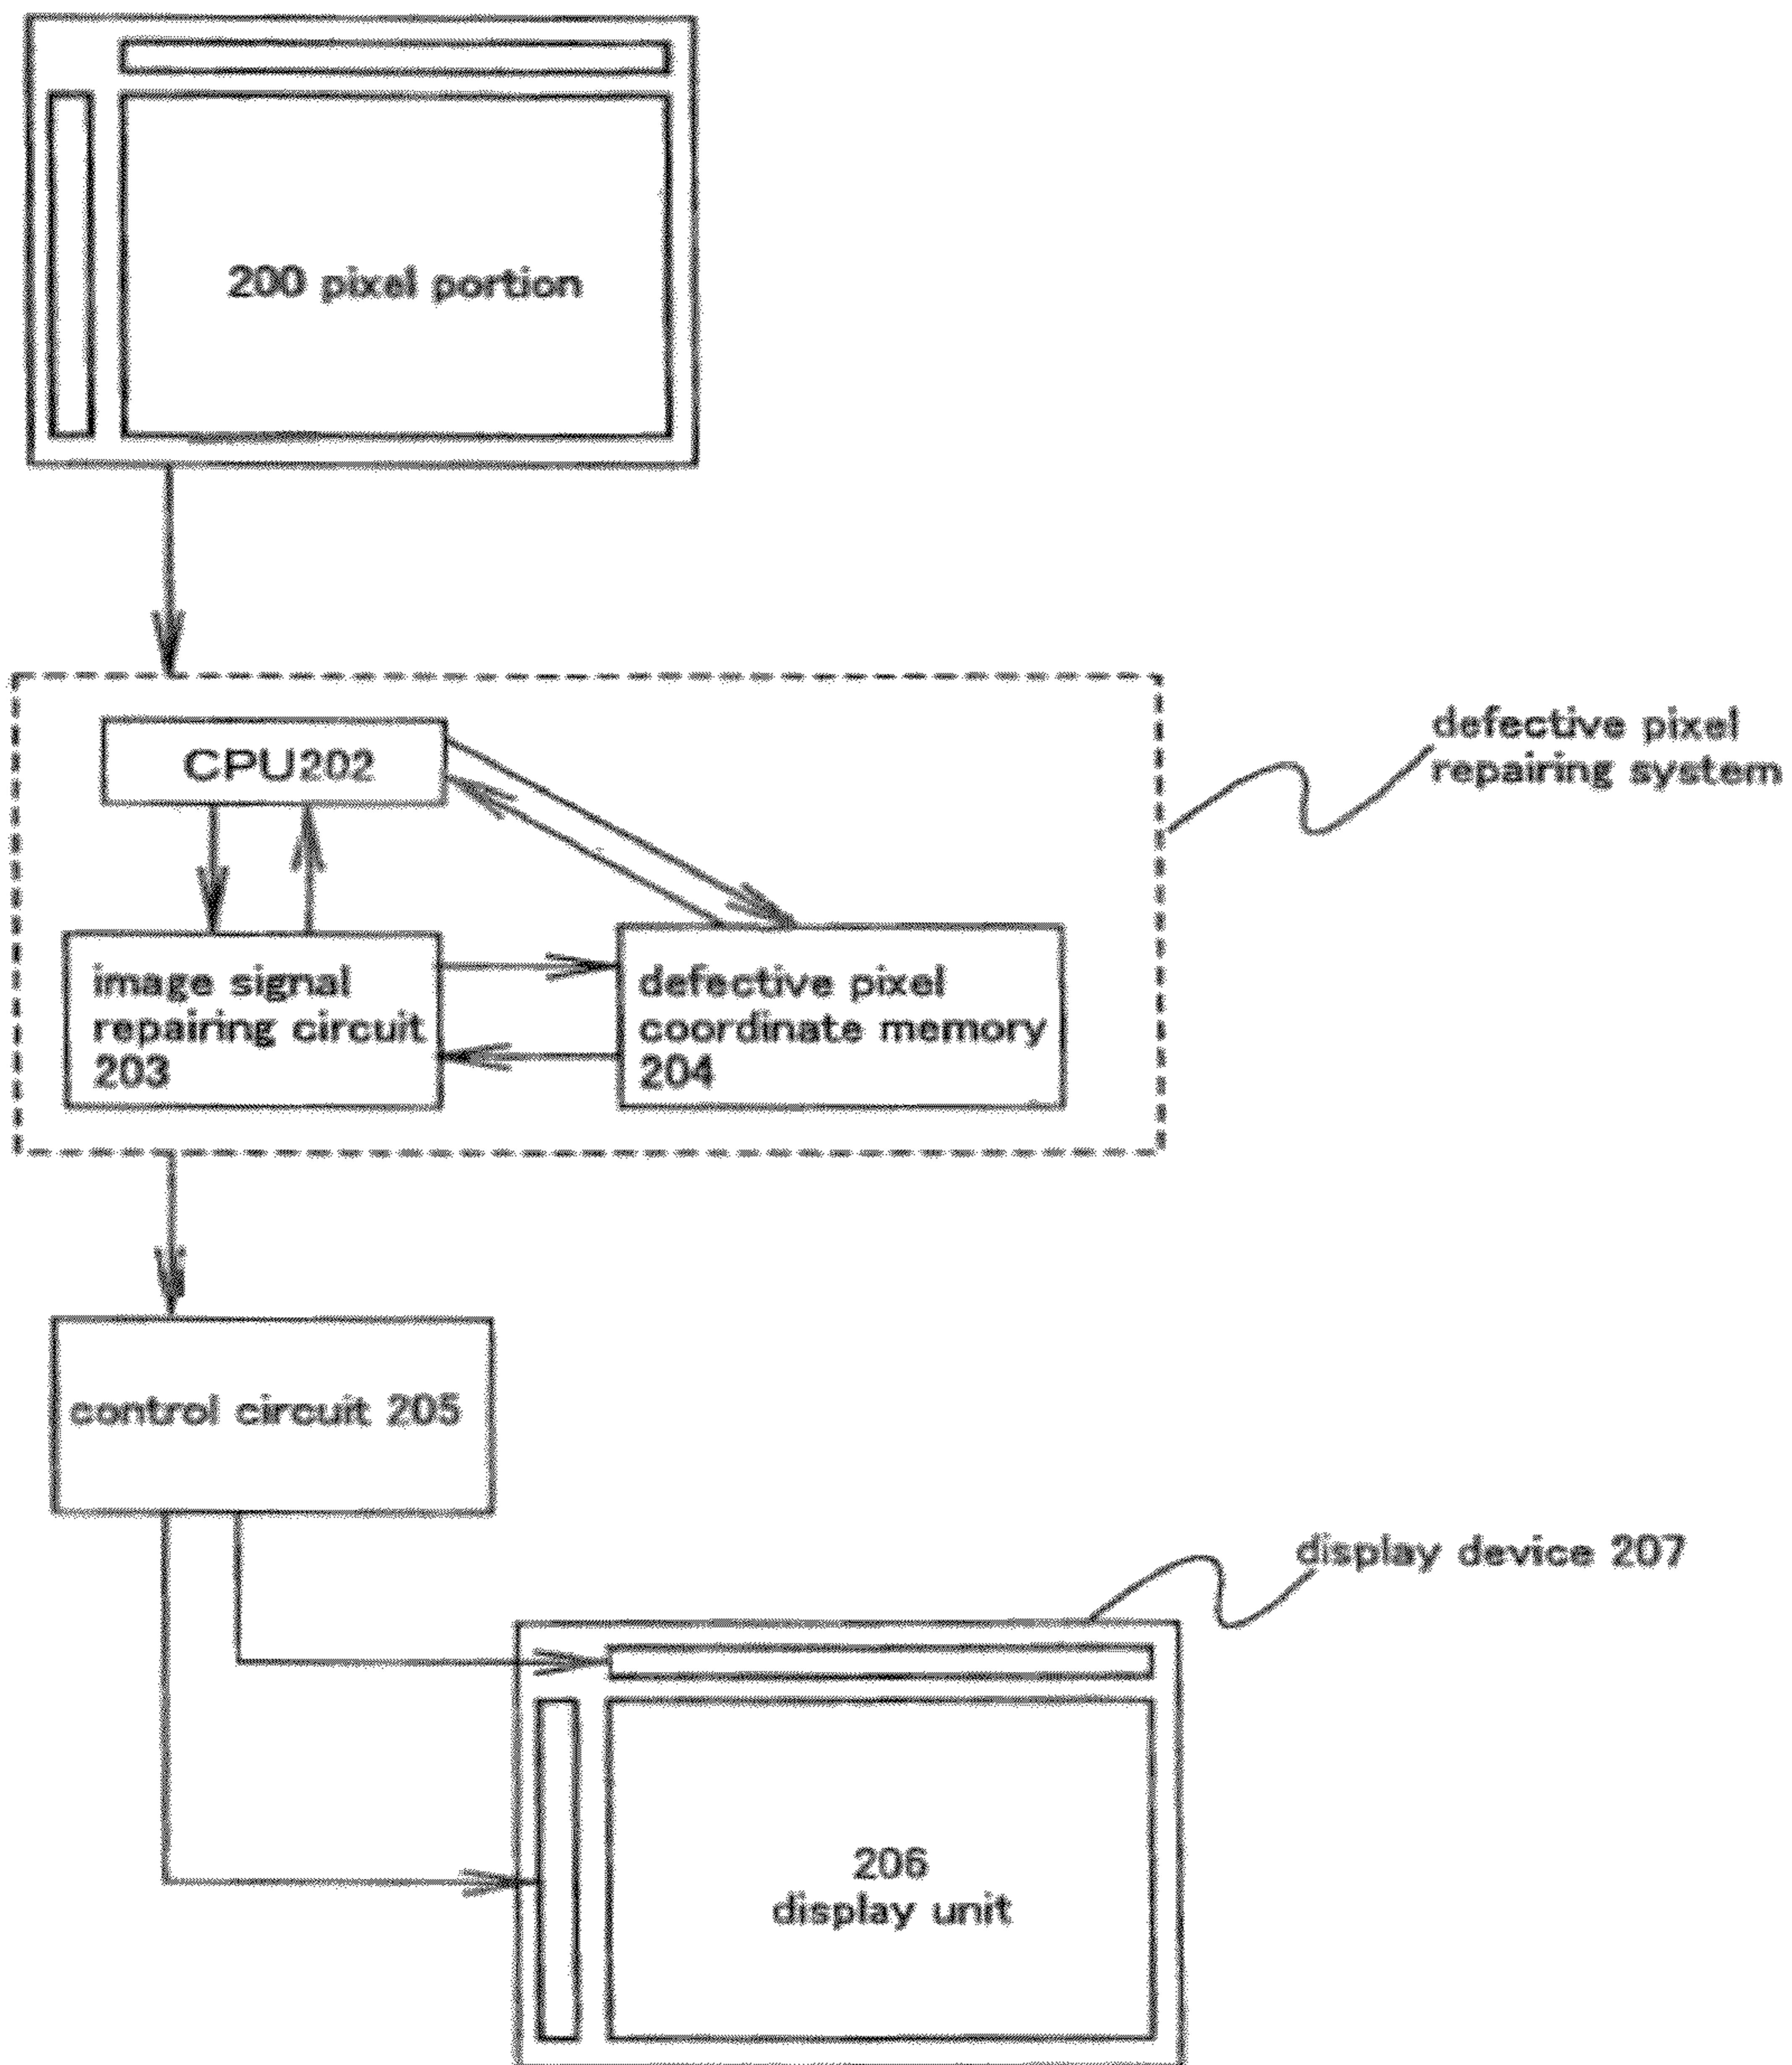 200 pixel portion
CPU202
defective pixel
repairing system
image signal
repairing circuit
203
defective pixel
coordinate memory
204
control circuit 205
display device 207
206
display unit